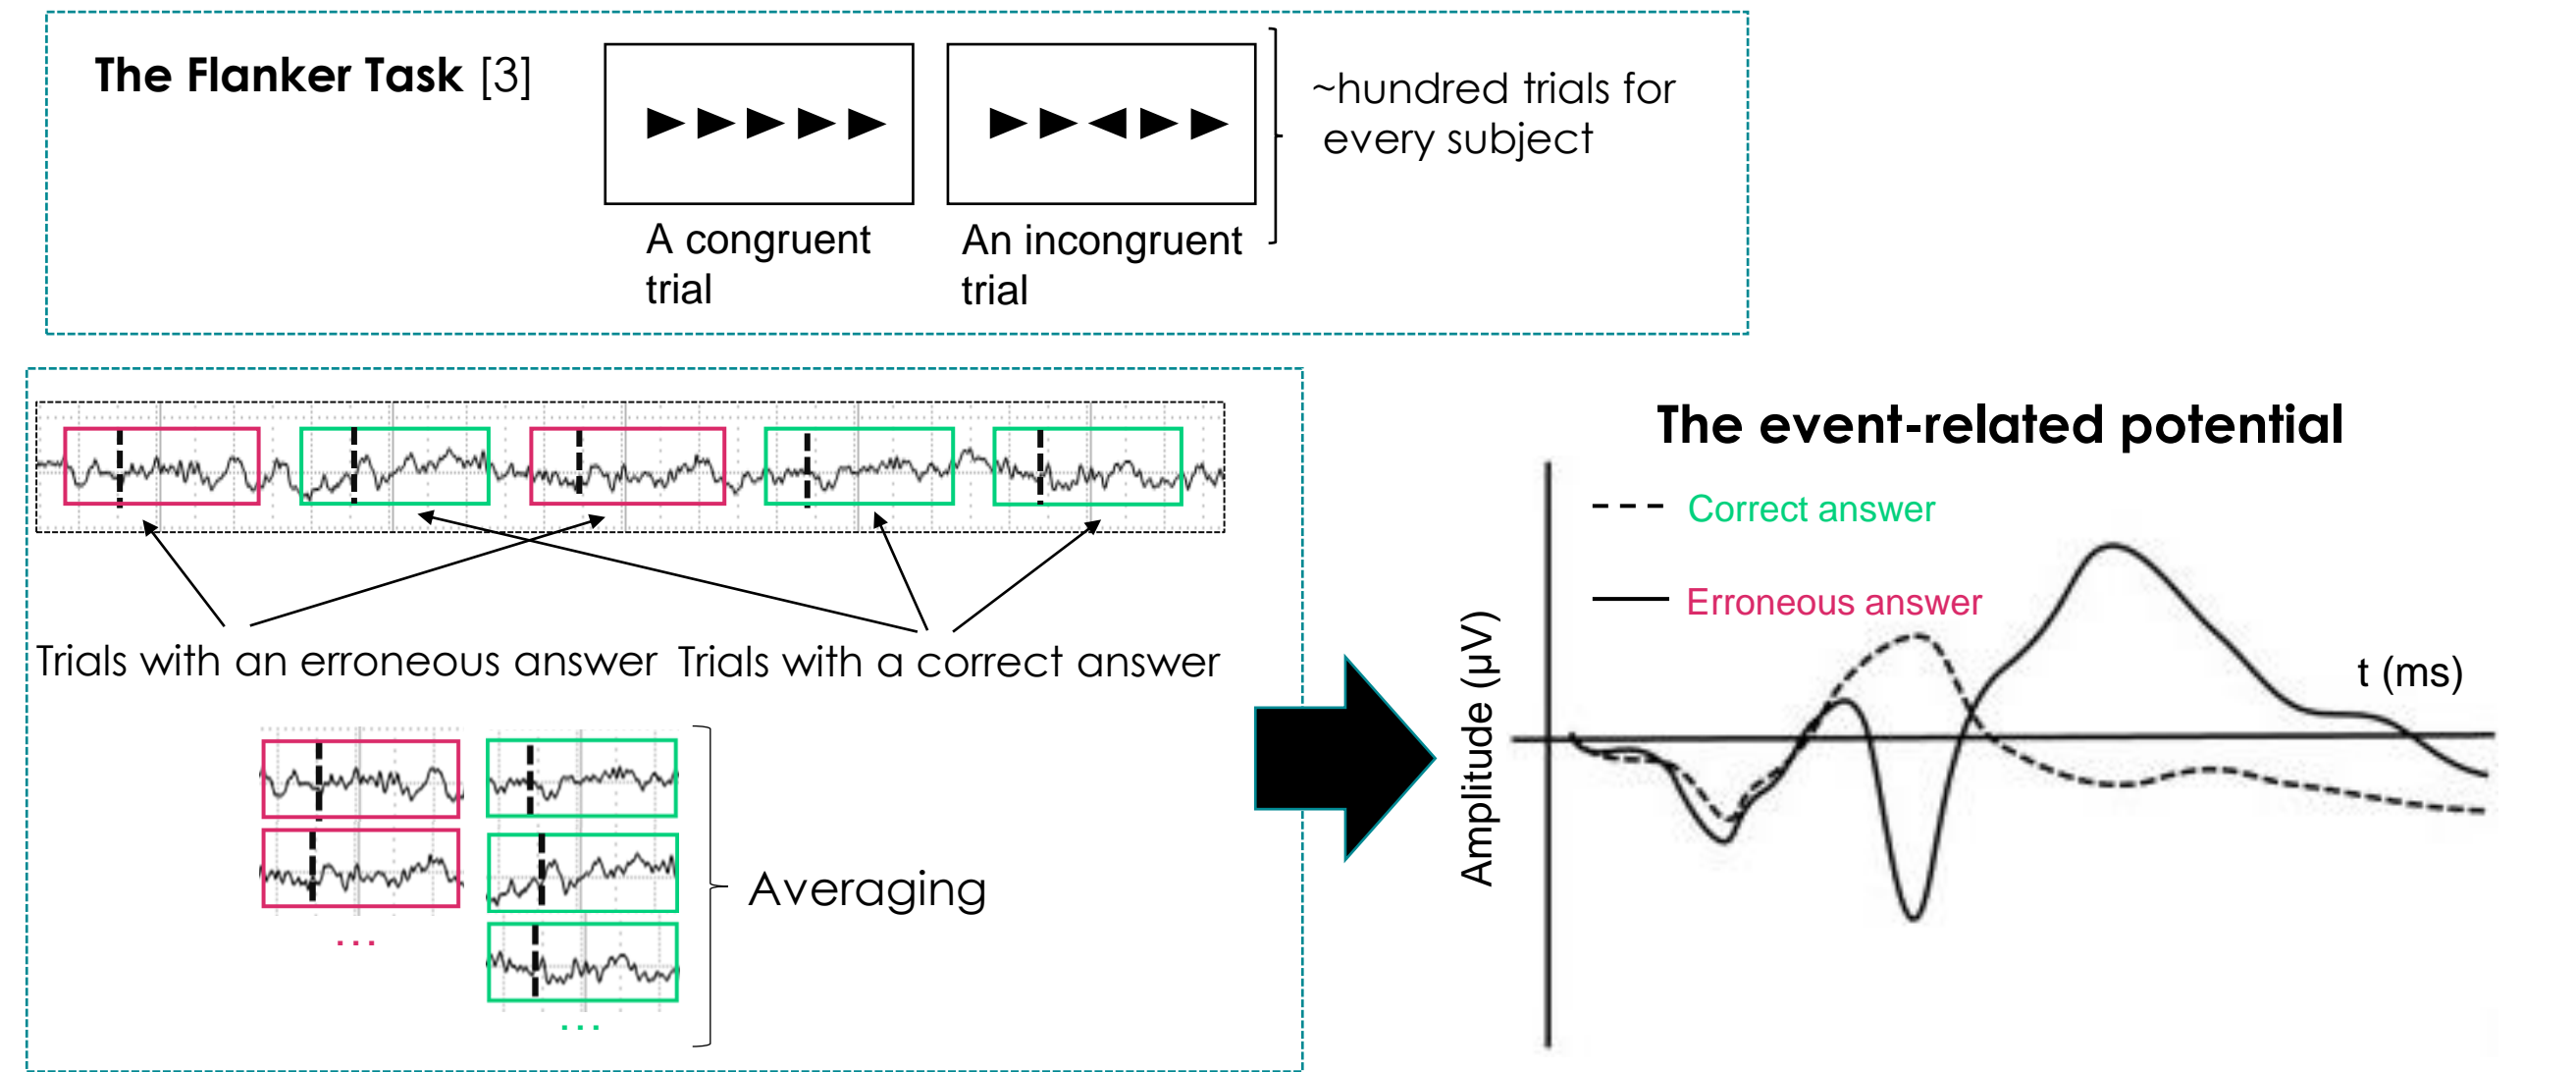 The Flanker Task [3]
~hundred trials for
every subject
A congruent
trial
An incongruent
trial
Trials with an erroneous answer
Trials with a correct answer
...
...
Averaging
The event-related potential
Correct answer
Erroneous answer
Amplitude (µV)
t (ms)